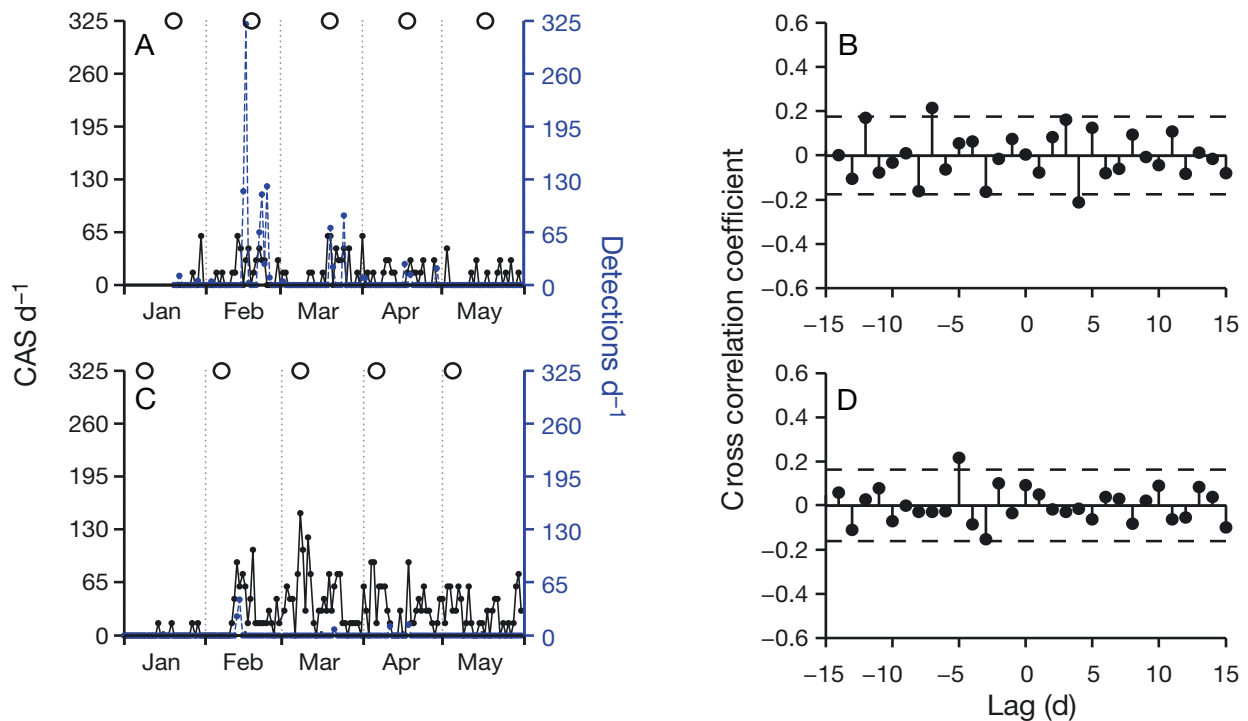 A
325
260
195
130
65
0
325
260
195
130
65
0
Jan
Feb
Mar
Apr
May
CAS d⁻¹
Detections d⁻¹
C
325
260
195
130
65
0
325
260
195
130
65
0
Jan
Feb
Mar
Apr
May
B
0.6
0.4
0.2
0
−0.2
−0.4
−0.6
−15
−10
−5
0
5
10
15
Cross correlation coefficient
D
0.6
0.4
0.2
0
−0.2
−0.4
−0.6
−15
−10
−5
0
5
10
15
Lag (d)